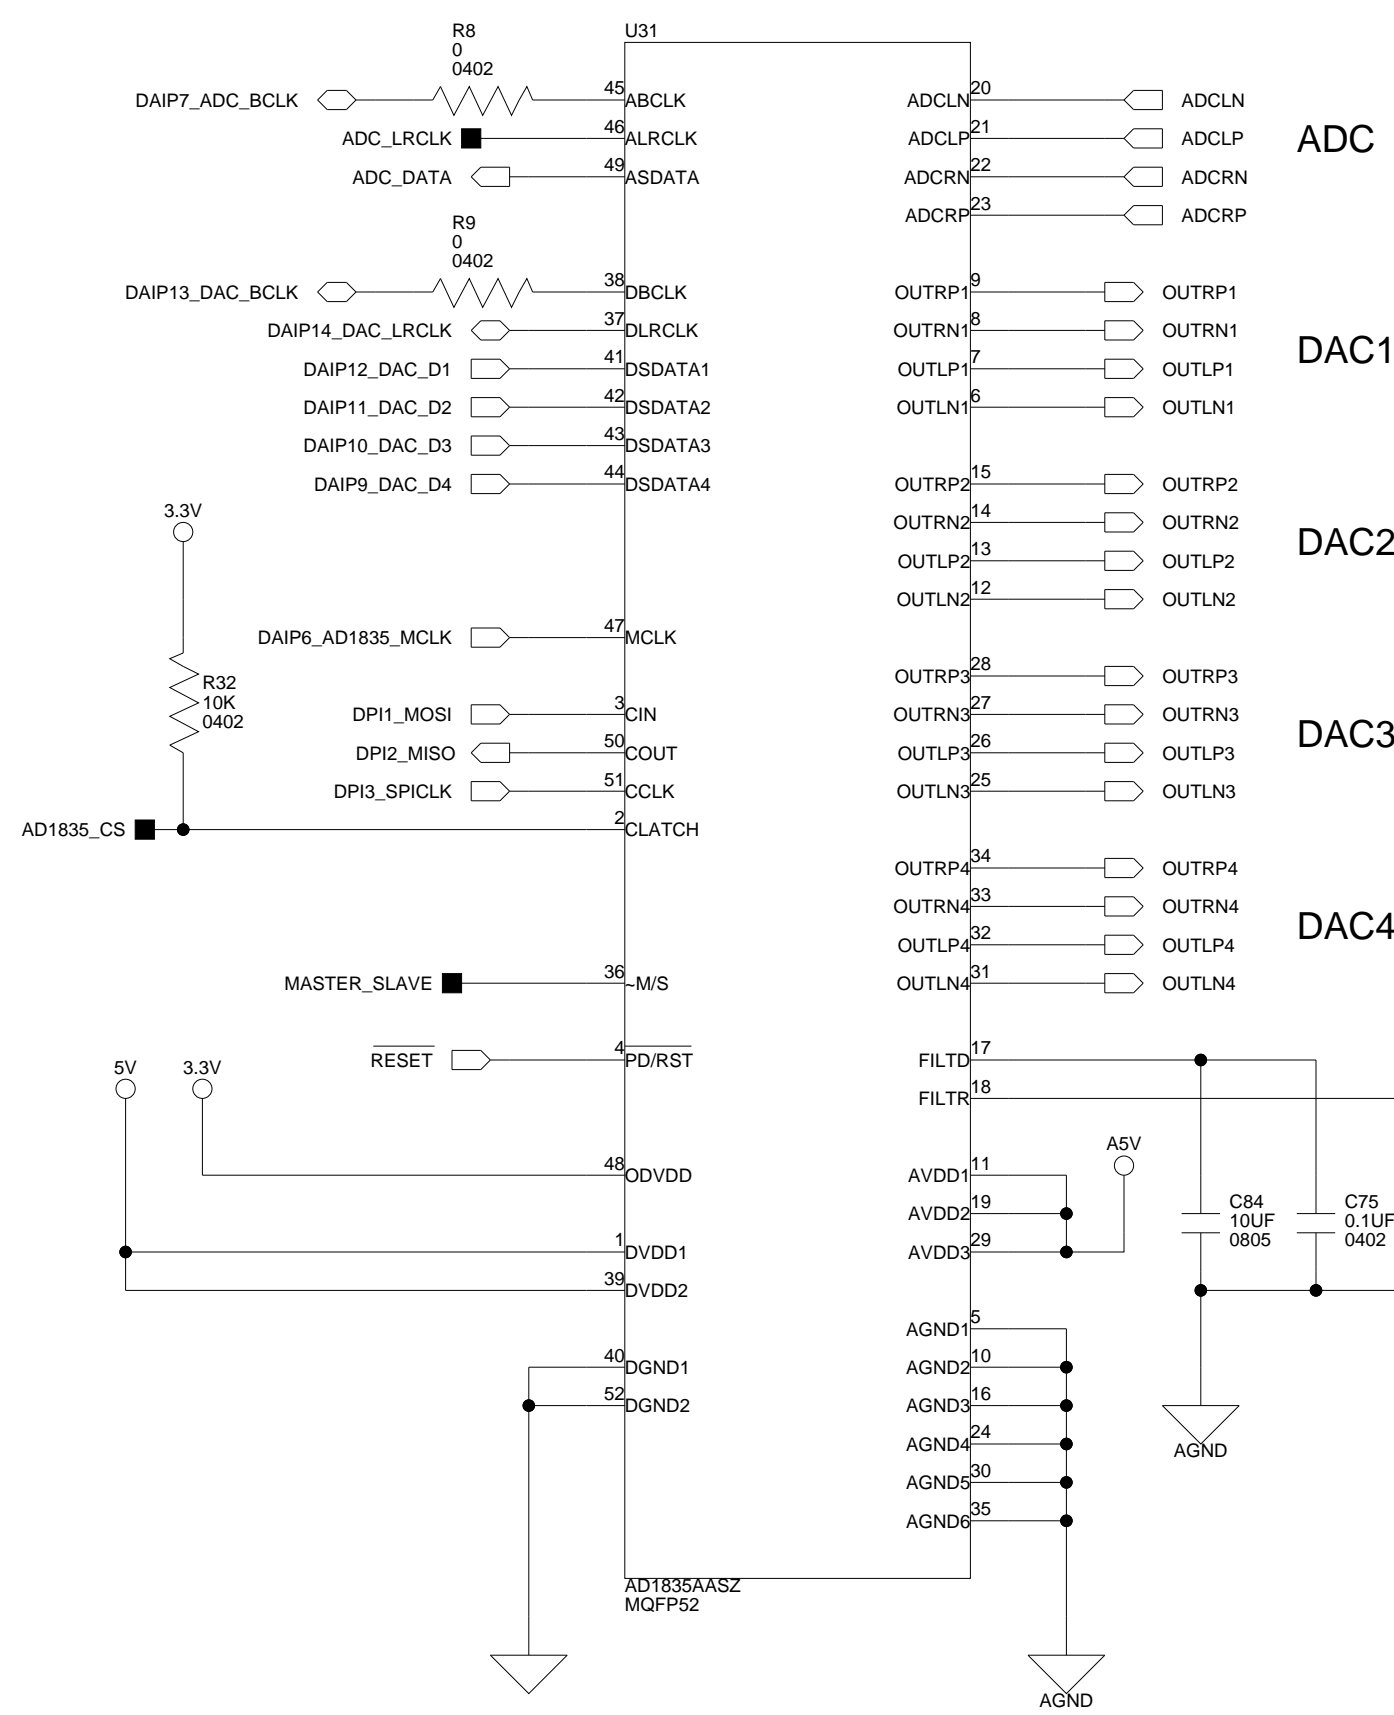 R8
0
0402
U31
DAIP7_ADC_BCLK 45 ABCLK ADCLN 20 ADCLN
ADC_LRCLK 46 ALRCLK ADCLP 21 ADCLP ADC
ADC_DATA 49 ASDATA ADCRN 22 ADCRN
ADCRP 23 ADCRP
R9
0
0402
DAIP13_DAC_BCLK 38 DBCLK OUTRP1 9 OUTRP1
DAIP14_DAC_LRCLK 37 DLRCLK OUTRN1 8 OUTRN1
DAC1
DAIP12_DAC_D1 41 DSDATA1 OUTLP1 7 OUTLP1
DAIP11_DAC_D2 42 DSDATA2 OUTLN1 6 OUTLN1
DAIP10_DAC_D3 43 DSDATA3
DAIP9_DAC_D4 44 DSDATA4 OUTRP2 15 OUTRP2
3.3V
OUTRN2 14 OUTRN2
DAC2
OUTLP2 13 OUTLP2
OUTLN2 12 OUTLN2
DAIP6_AD1835_MCLK 47 MCLK
R32
10K
0402
OUTRP3 28 OUTRP3
DPI1_MOSI 3 CIN OUTRN3 27 OUTRN3
DAC3
DPI2_MISO 50 COUT OUTLP3 26 OUTLP3
DPI3_SPICLK 51 CCLK OUTLN3 25 OUTLN3
AD1835_CS 2 CLATCH
OUTRP4 34 OUTRP4
OUTRN4 33 OUTRN4
DAC4
OUTLP4 32 OUTLP4
MASTER_SLAVE 36 ~M/S OUTLN4 31 OUTLN4
RESET 4 PD/RST FILTD 17
5V 3.3V
FILTR 18
A5V
48 ODVDD AVDD1 11
AVDD2 19
C84
10UF
0805
C75
0.1UF
0402
1 DVDD1 AVDD3 29
39 DVDD2
AGND1 5
40 DGND1 AGND2 10
52 DGND2 AGND3 16
AGND4 24
AGND
AGND5 30
AGND6 35
AD1835AASZ
MQFP52
AGND